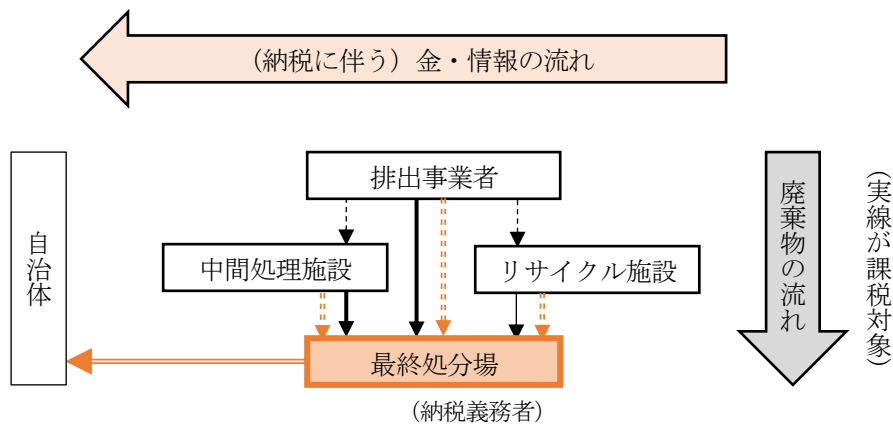 (納税に伴う）金・情報の流れ
排出事業者
自治体
中間処理施設
リサイクル施設
最終処分場
（納税義務者）
廃棄物の流れ
（実線が課税対象）